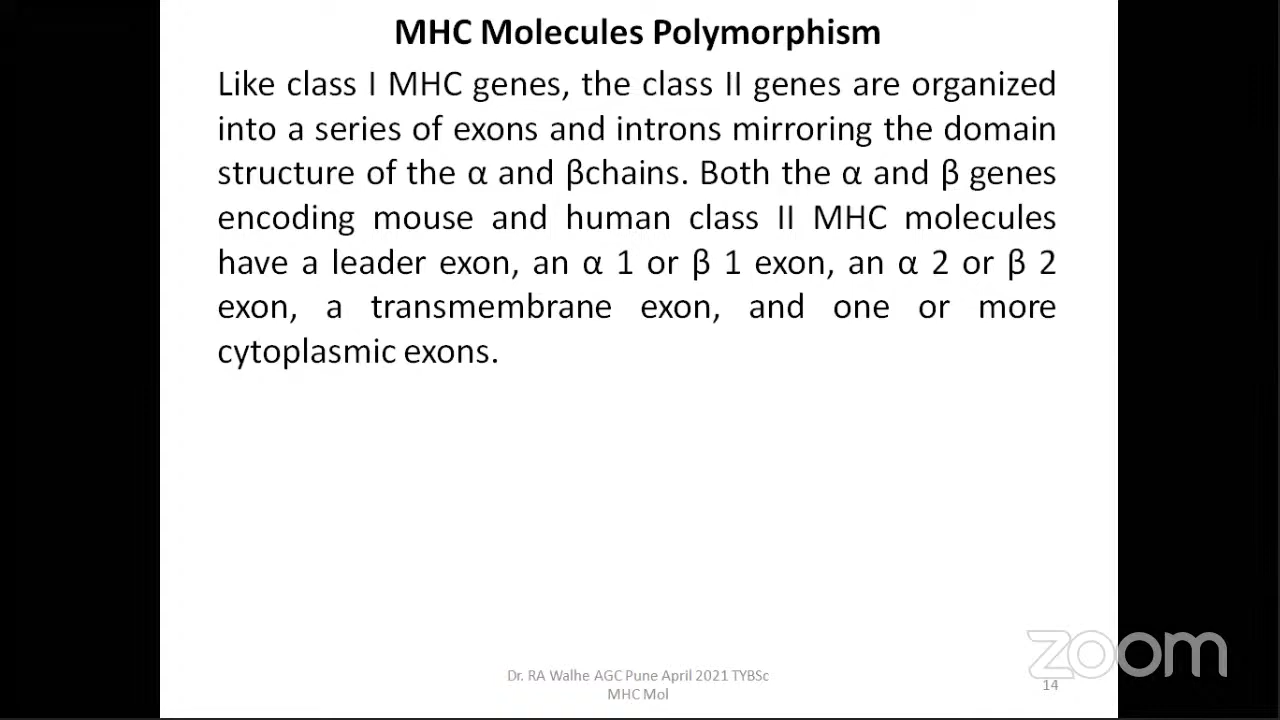 MHC Molecules Polymorphism
Like class I MHC genes, the class II genes are organized
into a series of exons and introns mirroring the domain
structure of the α and βchains. Both the α and β genes
encoding mouse and human class II MHC molecules
have a leader exon, an α 1 or β 1 exon, an α 2 or β 2
exon, a transmembrane exon, and one or more
cytoplasmic exons.
zoom
Dr. RA Walhe AGC Pune April 2021 TYBSc
MHC Mol
14